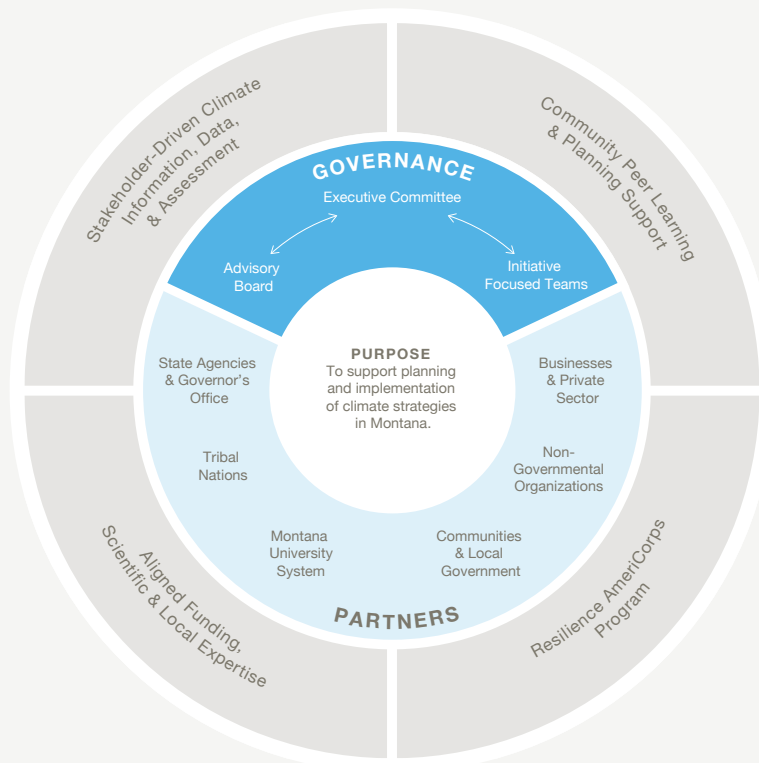 Stakeholder-Driven Climate
Information, Data,
& Assessment
Community Peer Learning
& Planning Support
GOVERNANCE
Executive Committee
Advisory
Board
Initiative
Focused Teams
PURPOSE
To support planning
and implementation
of climate strategies
in Montana.
State Agencies
& Governor's
Office
Businesses
& Private
Sector
Tribal
Nations
Non-
Governmental
Organizations
Montana
University
System
Communities
& Local
Government
PARTNERS
Aligned Funding,
Scientific & Local Expertise
Resilience AmeriCorps
Program